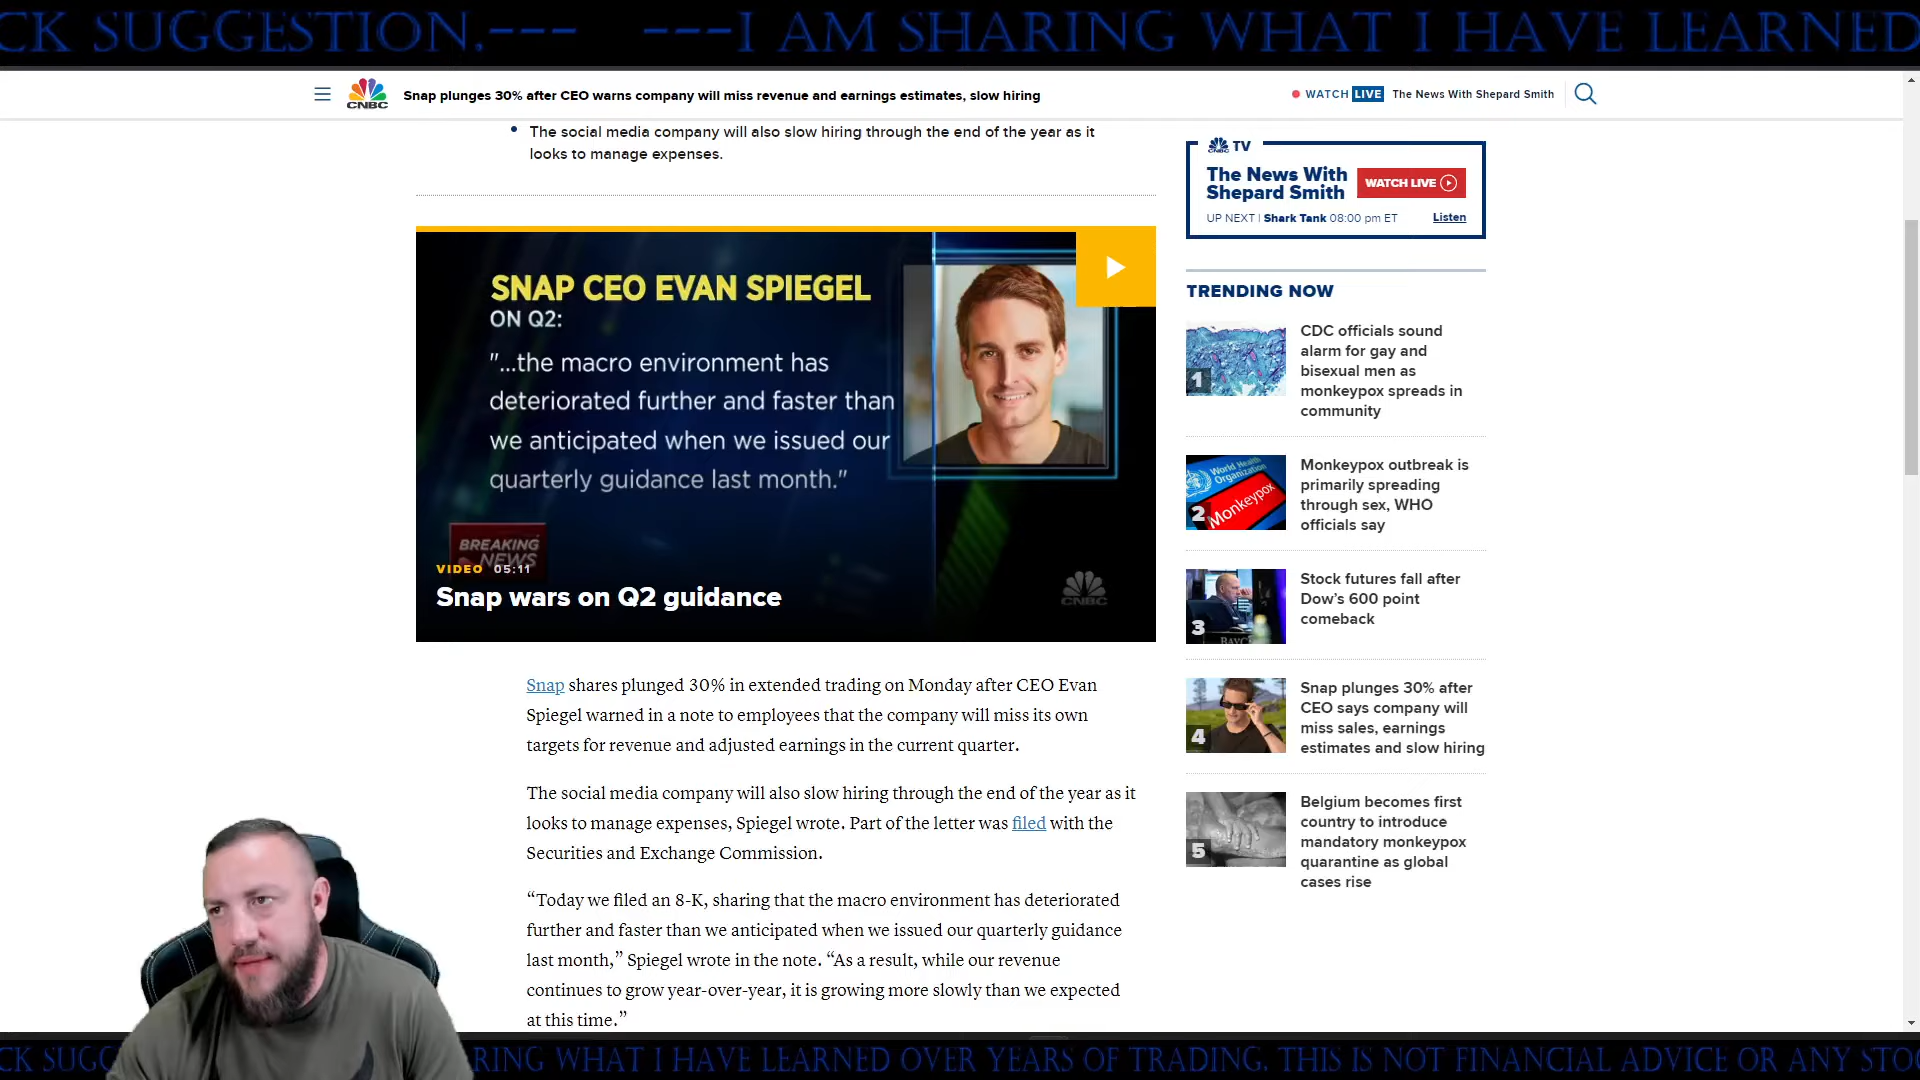 CK SUGGESTION.--- ---I AM SHARING WHAT I HAVE LEARNED
CNBC
Snap plunges 30% after CEO warns company will miss revenue and earnings estimates, slow hiring
WATCH LIVE The News With Shepard Smith
The social media company will also slow hiring through the end of the year as it
looks to manage expenses.
SNAP CEO EVAN SPIEGEL
ON Q2:
"...the macro environment has
deteriorated further and faster than
we anticipated when we issued our
quarterly guidance last month."
BREAKING
NEWS
VIDEO 05:11
Snap wars on Q2 guidance
CNBC
Snap shares plunged 30% in extended trading on Monday after CEO Evan
Spiegel warned in a note to employees that the company will miss its own
targets for revenue and adjusted earnings in the current quarter.
The social media company will also slow hiring through the end of the year as it
looks to manage expenses, Spiegel wrote. Part of the letter was filed with the
Securities and Exchange Commission.
“Today we filed an 8-K, sharing that the macro environment has deteriorated
further and faster than we anticipated when we issued our quarterly guidance
last month,” Spiegel wrote in the note. “As a result, while our revenue
continues to grow year-over-year, it is growing more slowly than we expected
at this time.”
CNBC TV
The News With
Shepard Smith
WATCH LIVE
UP NEXT | Shark Tank 08:00 pm ET Listen
TRENDING NOW
1
CDC officials sound
alarm for gay and
bisexual men as
monkeypox spreads in
community
World Health
Organization
Monkeypox
2
Monkeypox outbreak is
primarily spreading
through sex, WHO
officials say
3
Stock futures fall after
Dow’s 600 point
comeback
4
Snap plunges 30% after
CEO says company will
miss sales, earnings
estimates and slow hiring
5
Belgium becomes first
country to introduce
mandatory monkeypox
quarantine as global
cases rise
CK SUGG
RING WHAT I HAVE LEARNED OVER YEARS OF TRADING. THIS IS NOT FINANCIAL ADVICE OR ANY STO